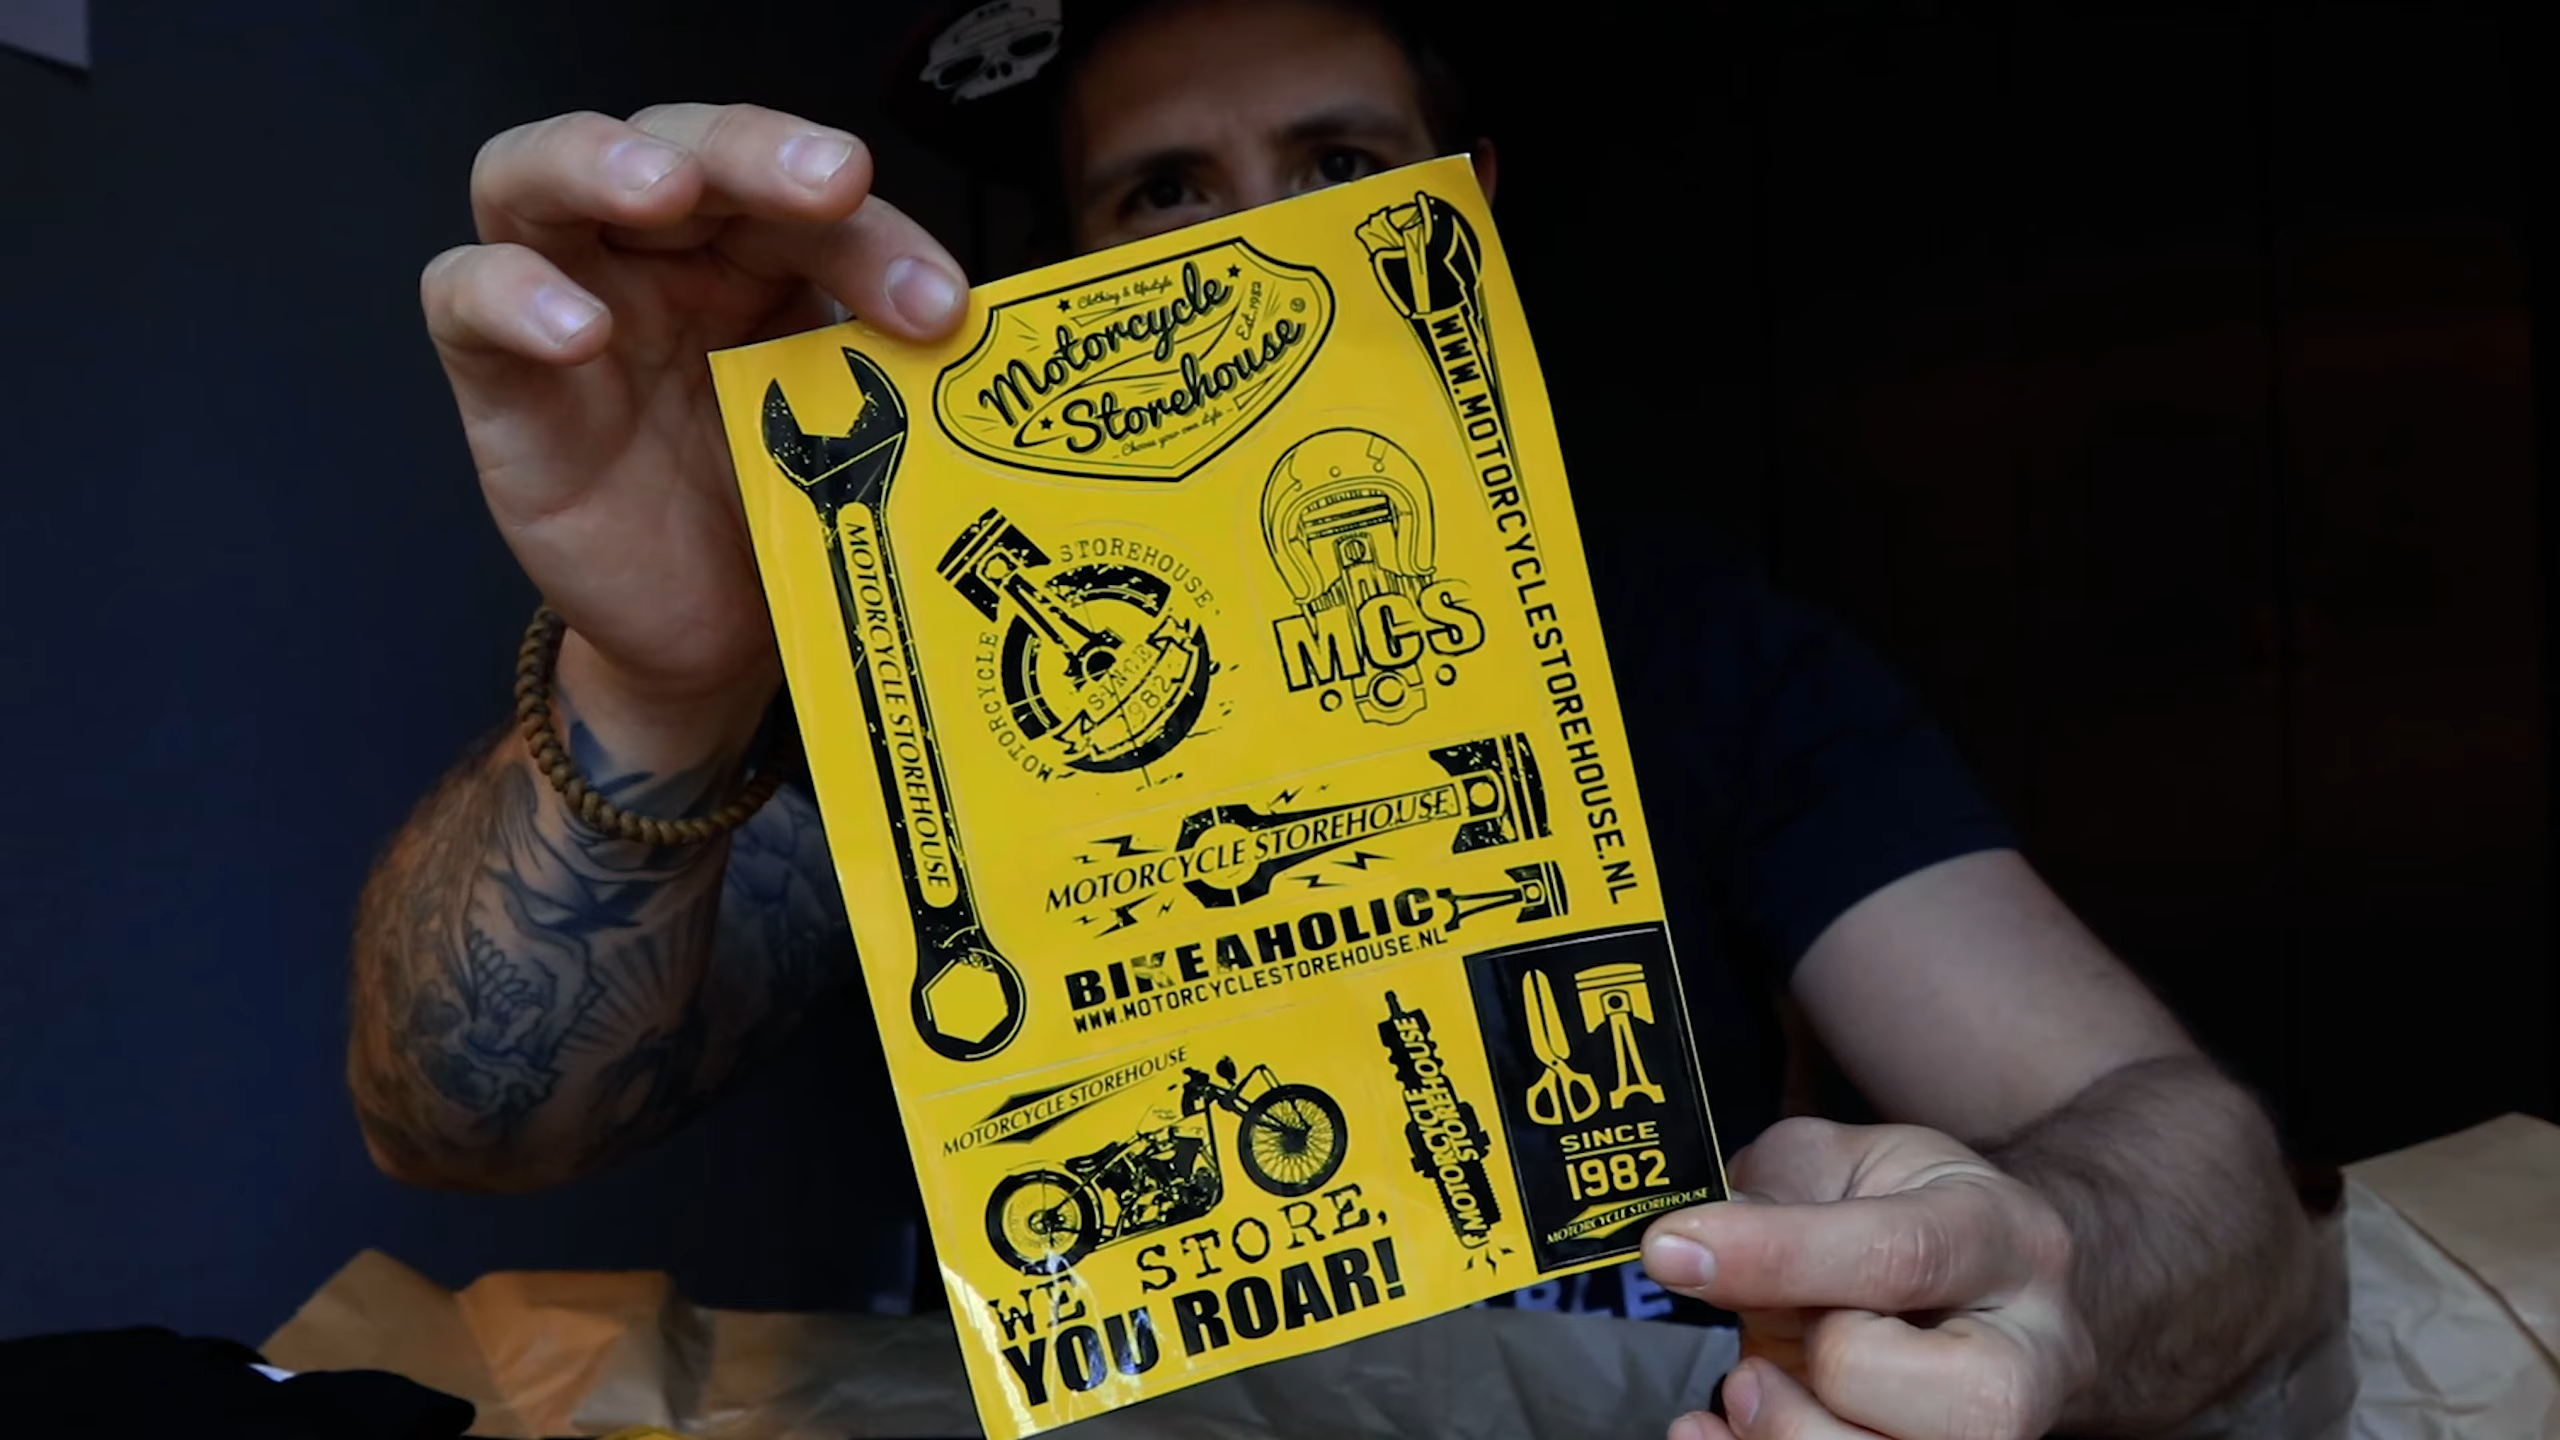 Clothing & lifestyle
Motorcycle
Est. 1982
Storehouse
Choose your own style
WWW.MOTORCYCLESTOREHOUSE.NL
MOTORCYCLE STOREHOUSE
MOTORCYCLE STOREHOUSE
SINCE
1982
MCS
MOTORCYCLE STOREHOUSE
BIKEAHOLIC
WWW.MOTORCYCLESTOREHOUSE.NL
MOTORCYCLE STOREHOUSE
WE STORE,
YOU ROAR!
MOTORCYCLE
STOREHOUSE
SINCE
1982
MOTORCYCLE STOREHOUSE